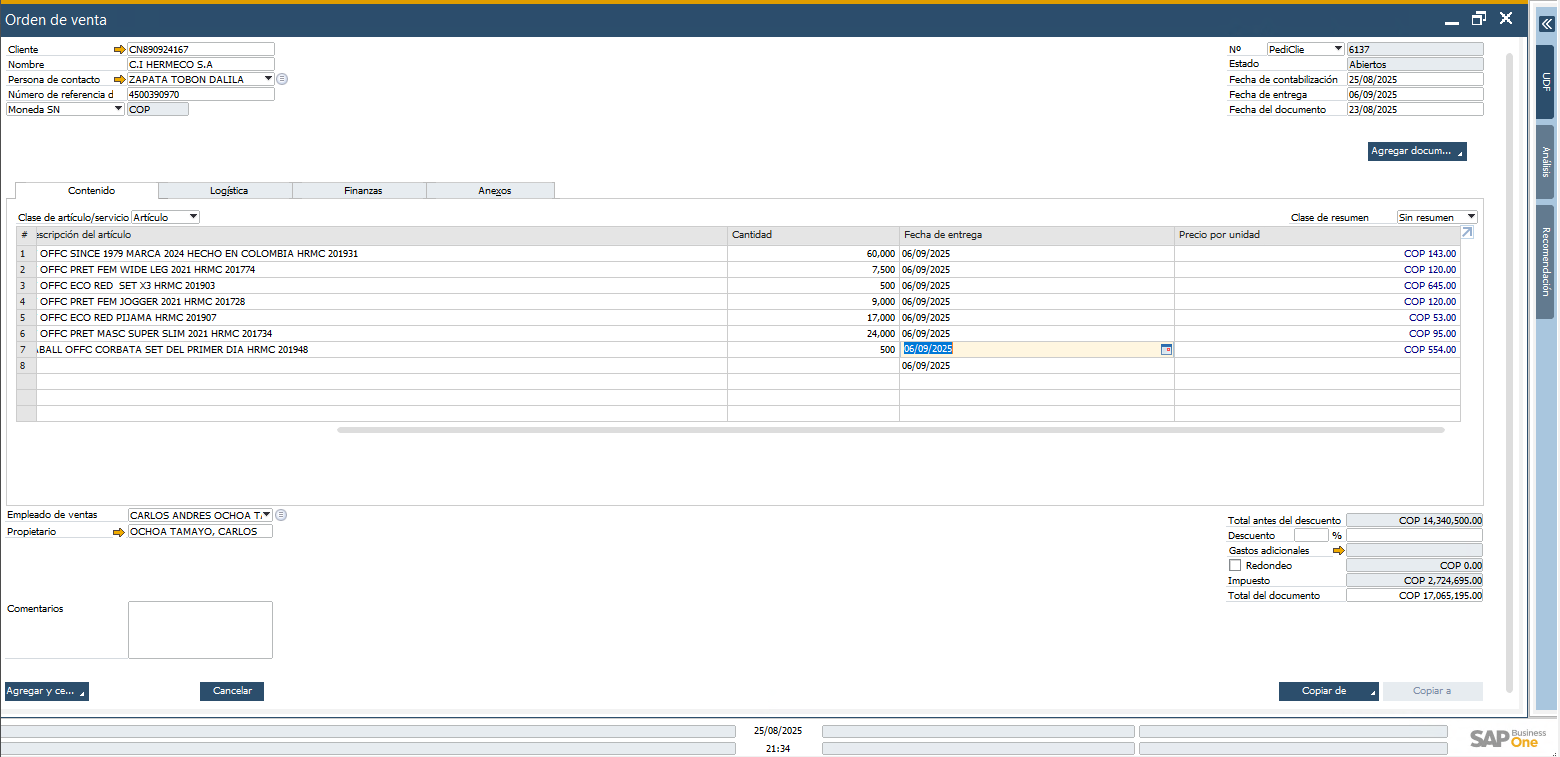 Orden de venta
Cliente CN890924167
Nombre C.I HERMECO S.A
Persona de contacto ZAPATA TOBON DALILA
Número de referencia d 4500390970
Moneda SN COP
Nº PediClie 6137
Estado Abiertos
Fecha de contabilización 25/08/2025
Fecha de entrega 06/09/2025
Fecha del documento 23/08/2025
Agregar docum...
Contenido Logística Finanzas Anexos
Clase de artículo/servicio Artículo Clase de resumen Sin resumen
# escripción del artículo Cantidad Fecha de entrega Precio por unidad
1 OFFC SINCE 1979 MARCA 2024 HECHO EN COLOMBIA HRMC 201931 60,000 06/09/2025 COP 143.00
2 OFFC PRET FEM WIDE LEG 2021 HRMC 201774 7,500 06/09/2025 COP 120.00
3 OFFC ECO RED  SET X3 HRMC 201903 500 06/09/2025 COP 645.00
4 OFFC PRET FEM JOGGER 2021 HRMC 201728 9,000 06/09/2025 COP 120.00
5 OFFC ECO RED PIJAMA HRMC 201907 17,000 06/09/2025 COP 53.00
6 OFFC PRET MASC SUPER SLIM 2021 HRMC 201734 24,000 06/09/2025 COP 95.00
7 ABALL OFFC CORBATA SET DEL PRIMER DIA HRMC 201948 500 06/09/2025 COP 554.00
8 06/09/2025
Empleado de ventas CARLOS ANDRES OCHOA TA
Propietario OCHOA TAMAYO, CARLOS
Total antes del descuento COP 14,340,500.00
Descuento %
Gastos adicionales
Redondeo COP 0.00
Impuesto COP 2,724,695.00
Total del documento COP 17,065,195.00
Comentarios
Agregar y ce... Cancelar Copiar de Copiar a
25/08/2025
21:34
SAP Business One
UDF
Análisis
Recomendación